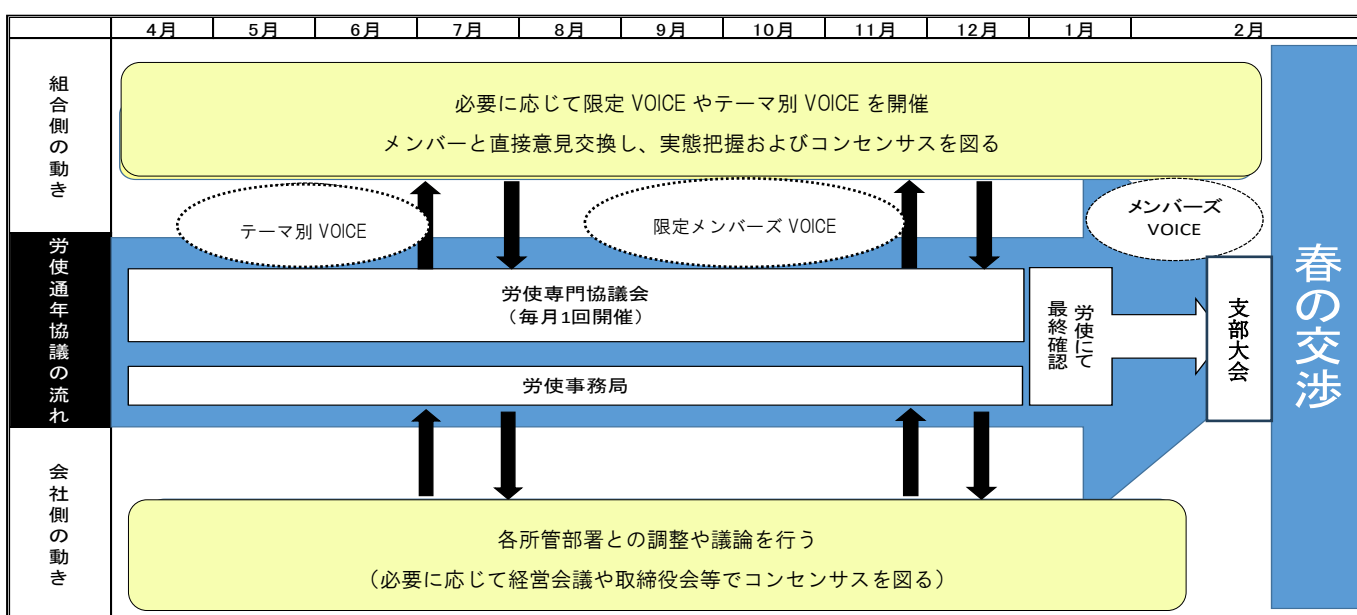 4月
5月
6月
7月
8月
9月
10月
11月
12月
1月
2月
組合側の動き
必要に応じて限定 VOICE やテーマ別 VOICE を開催
メンバーと直接意見交換し、実態把握およびコンセンサスを図る
テーマ別 VOICE
限定メンバーズ VOICE
メンバーズ
VOICE
労使通年協議の流れ
労使専門協議会
（毎月1回開催）
労使事務局
労使にて
最終確認
支部大会
春の交渉
会社側の動き
各所管部署との調整や議論を行う
（必要に応じて経営会議や取締役会等でコンセンサスを図る）